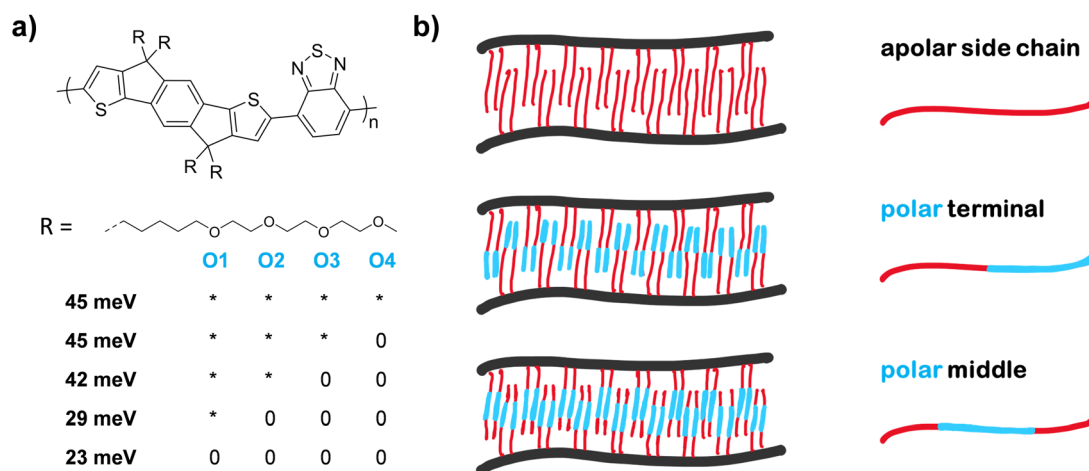 a)
R R
S
N N
S
S
R R
n
R =
O O O O
O1 O2 O3 O4
45 meV * * * *
45 meV * * * 0
42 meV * * 0 0
29 meV * 0 0 0
23 meV 0 0 0 0
b)
apolar side chain
polar terminal
polar middle